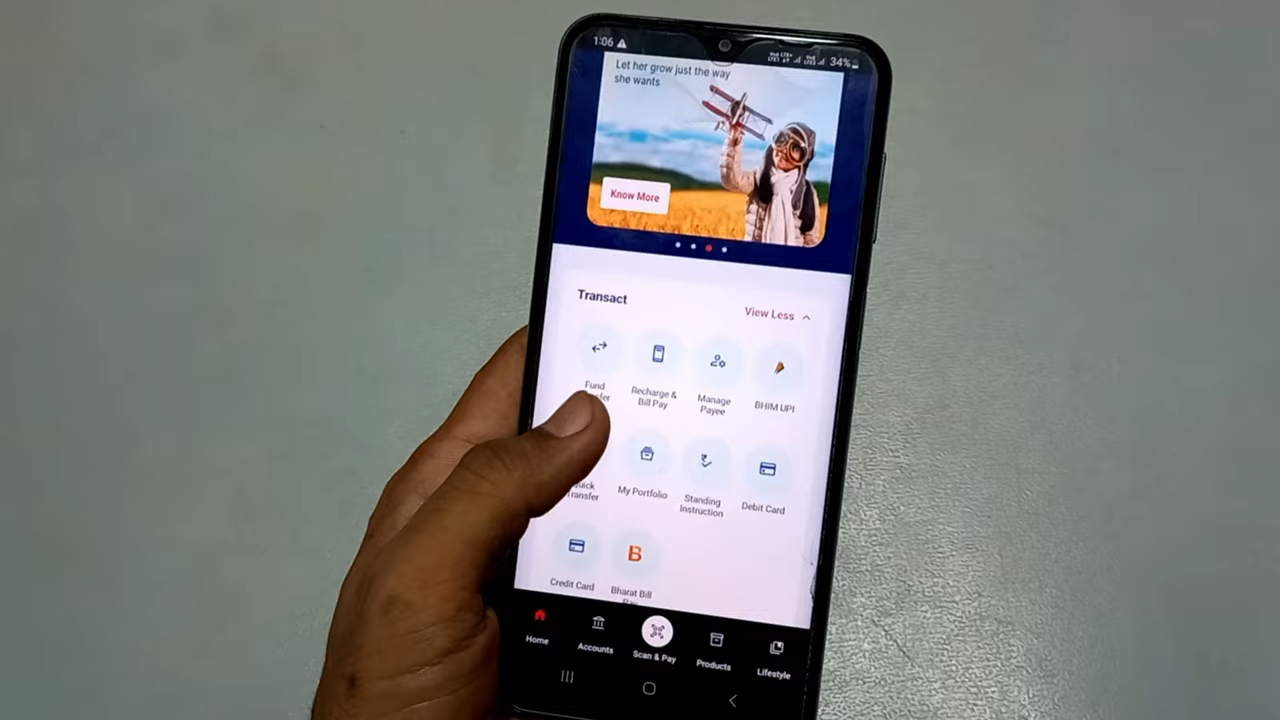 1:06
34%
Let her grow just the way
she wants
Know More
Transact
View Less
Fund
Recharge &
Bill Pay
Manage
Payee
BHIM UPI
Transfer
My Portfolio
Standing
Instruction
Debit Card
Credit Card
B
Bharat Bill
Home
Accounts
Scan & Pay
Products
Lifestyle